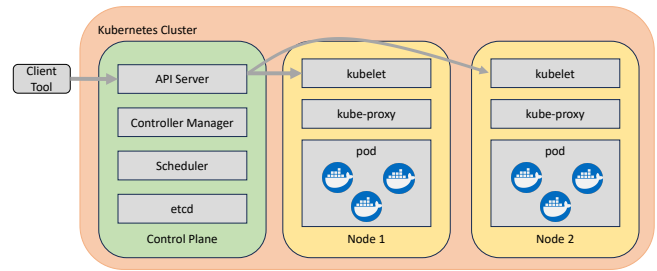 Kubernetes Cluster
Client
Tool
API Server
Controller Manager
Scheduler
etcd
Control Plane
kubelet
kube-proxy
pod
Node 1
kubelet
kube-proxy
pod
Node 2